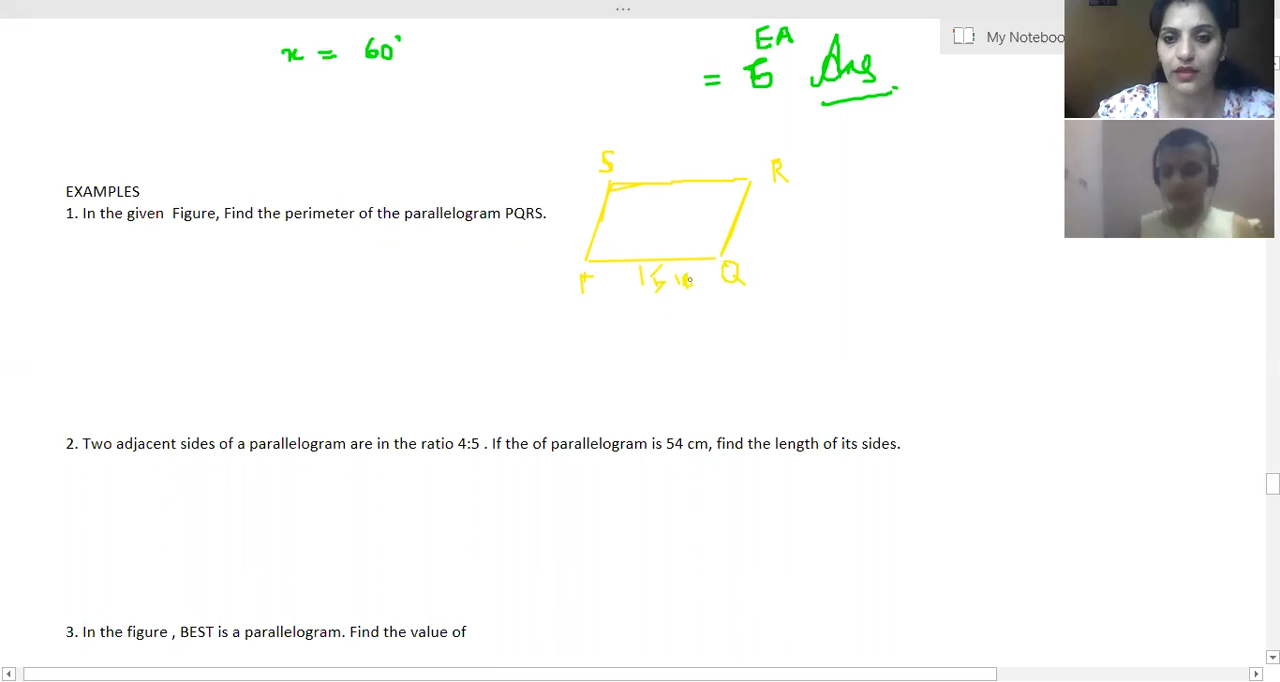 x = 60°
EA
= 5 Ans
My Noteboo
S
R
EXAMPLES
1. In the given Figure, Find the perimeter of the parallelogram PQRS.
P
15
Q
2. Two adjacent sides of a parallelogram are in the ratio 4:5 . If the of parallelogram is 54 cm, find the length of its sides.
3. In the figure , BEST is a parallelogram. Find the value of